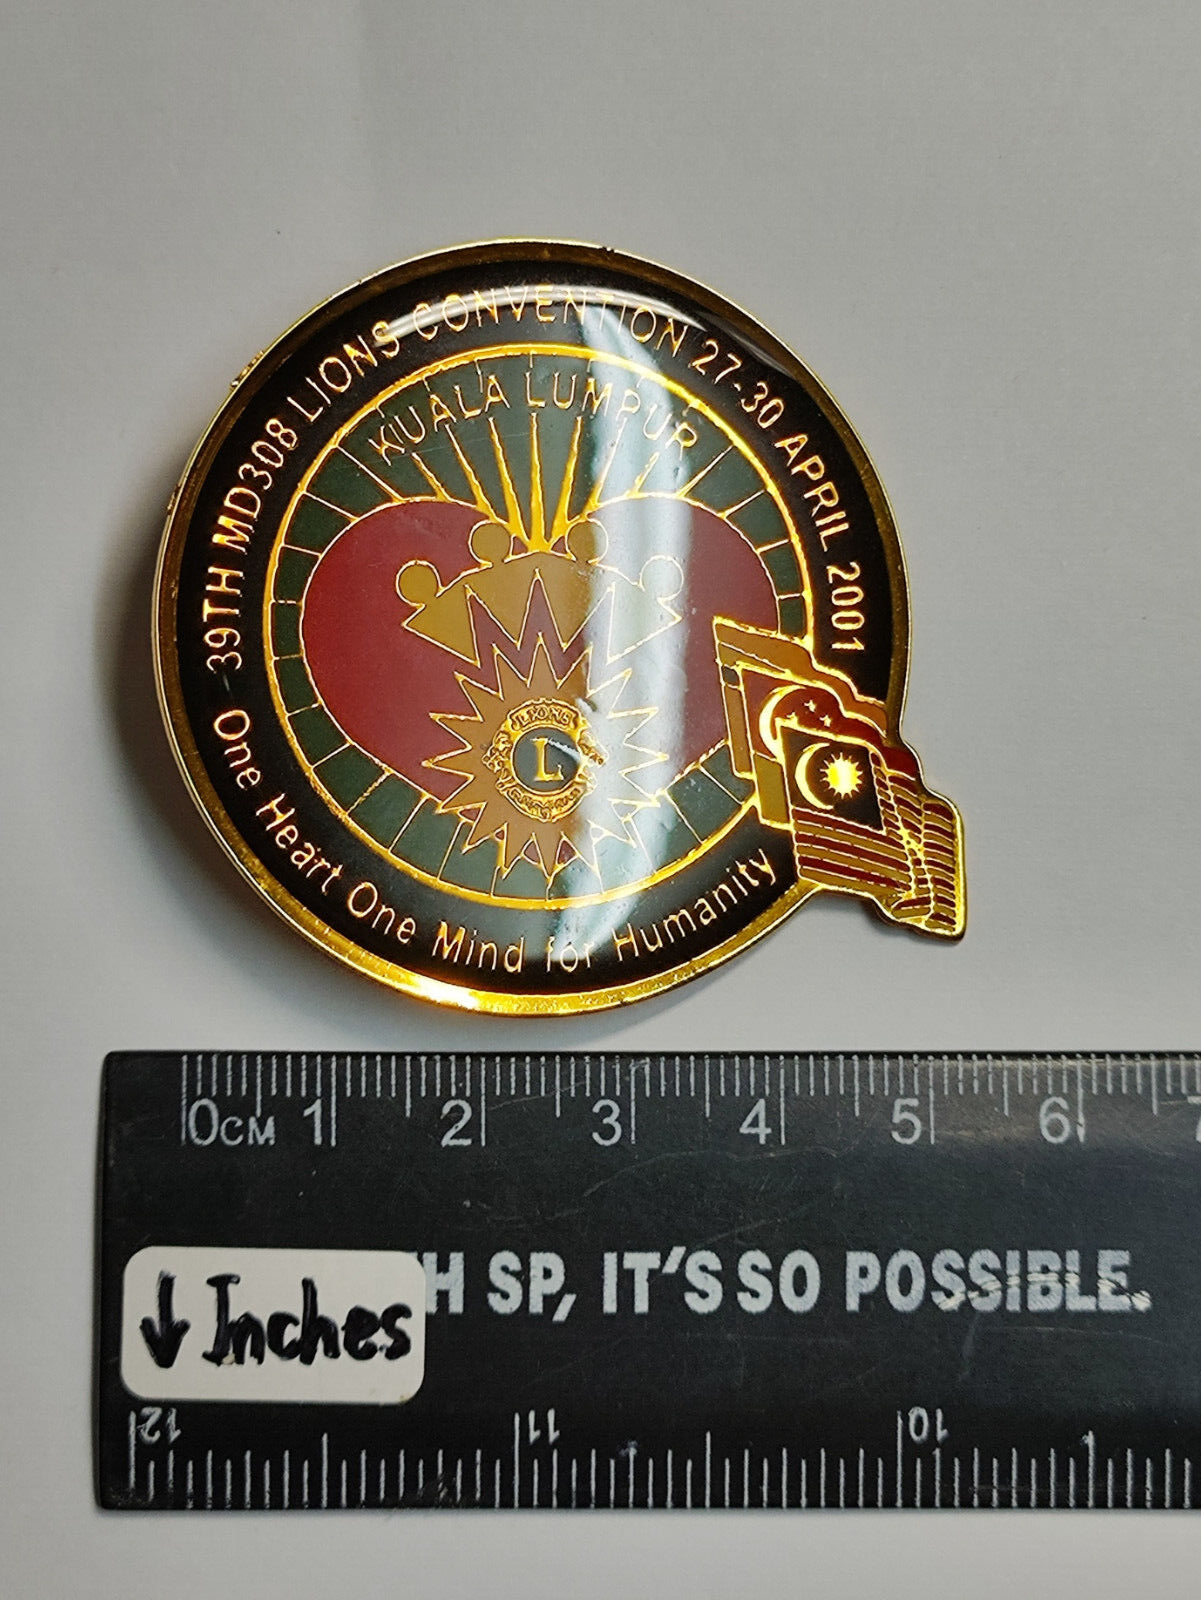 39TH MD308 LIONS CONVENTION 27-30 APRIL 2001
KUALA LUMPUR
LIONS
L
One Heart One Mind for Humanity
0CM 1 2 3 4 5 6 7
H SP, IT'S SO POSSIBLE.
↓ Inches
12 11 10